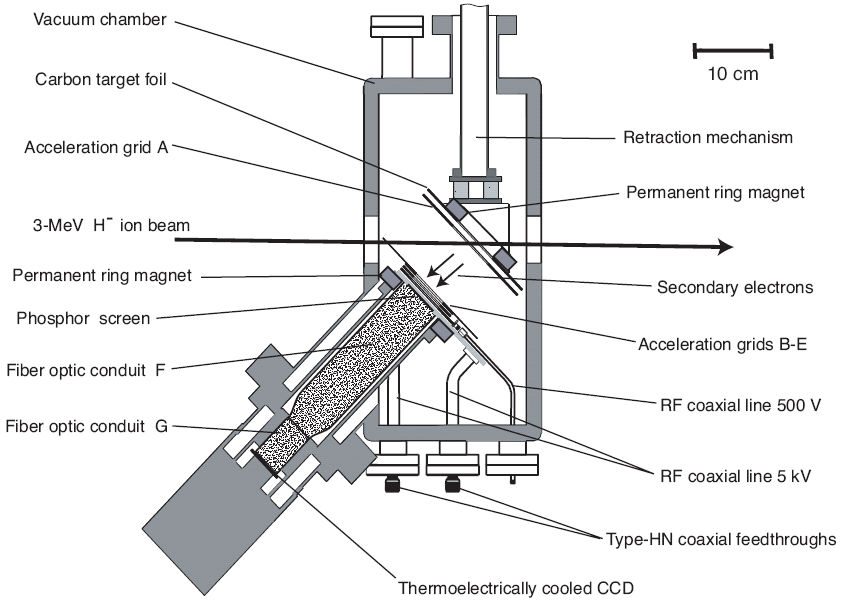 Vacuum chamber
10 cm
Carbon target foil
Retraction mechanism
Acceleration grid A
Permanent ring magnet
3-MeV H⁻ ion beam
Permanent ring magnet
Secondary electrons
Phosphor screen
Acceleration grids B-E
Fiber optic conduit F
RF coaxial line 500 V
Fiber optic conduit G
RF coaxial line 5 kV
Type-HN coaxial feedthroughs
Thermoelectrically cooled CCD